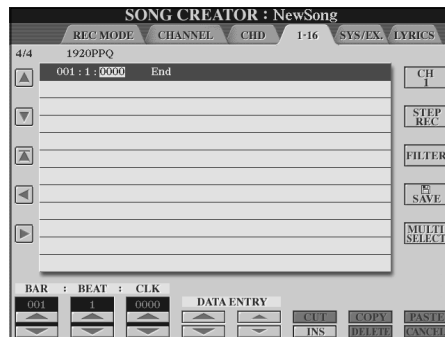 SONG CREATOR : NewSong
REC MODE CHANNEL CHD 1-16 SYS/EX. LYRICS
4/4 1920PPQ
001 : 1 : 0000 End
CH 1
STEP REC
FILTER
SAVE
MULTI SELECT
BAR : BEAT : CLK
001 1 0000 DATA ENTRY
CUT COPY PASTE
INS DELETE CANCEL